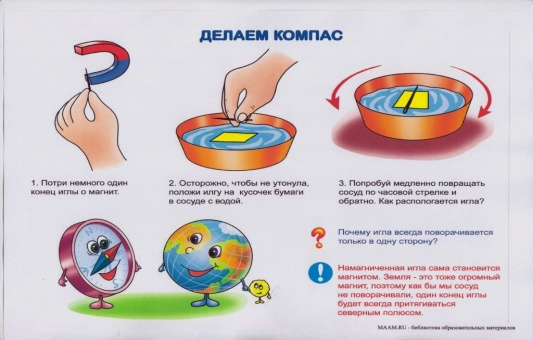 ДЕЛАЕМ КОМПАС
1. Потри немного один
конец иглы о магнит.
2. Осторожно, чтобы не утонула,
положи илгу на кусочек бумаги
в сосуде с водой.
3. Попробуй медленно повращать
сосуд по часовой стрелке и
обратно. Как распологается игла?
?
Почему игла всегда поворачивается
только в одну сторону?
!
Намагниченная игла сама становится
магнитом. Земля - это тоже огромный
магнит, поэтому как бы мы сосуд
не поворачивали, один конец иглы
будет всегда притягиваться
северным полюсом.
MAAM.RU - библиотека образовательных материалов